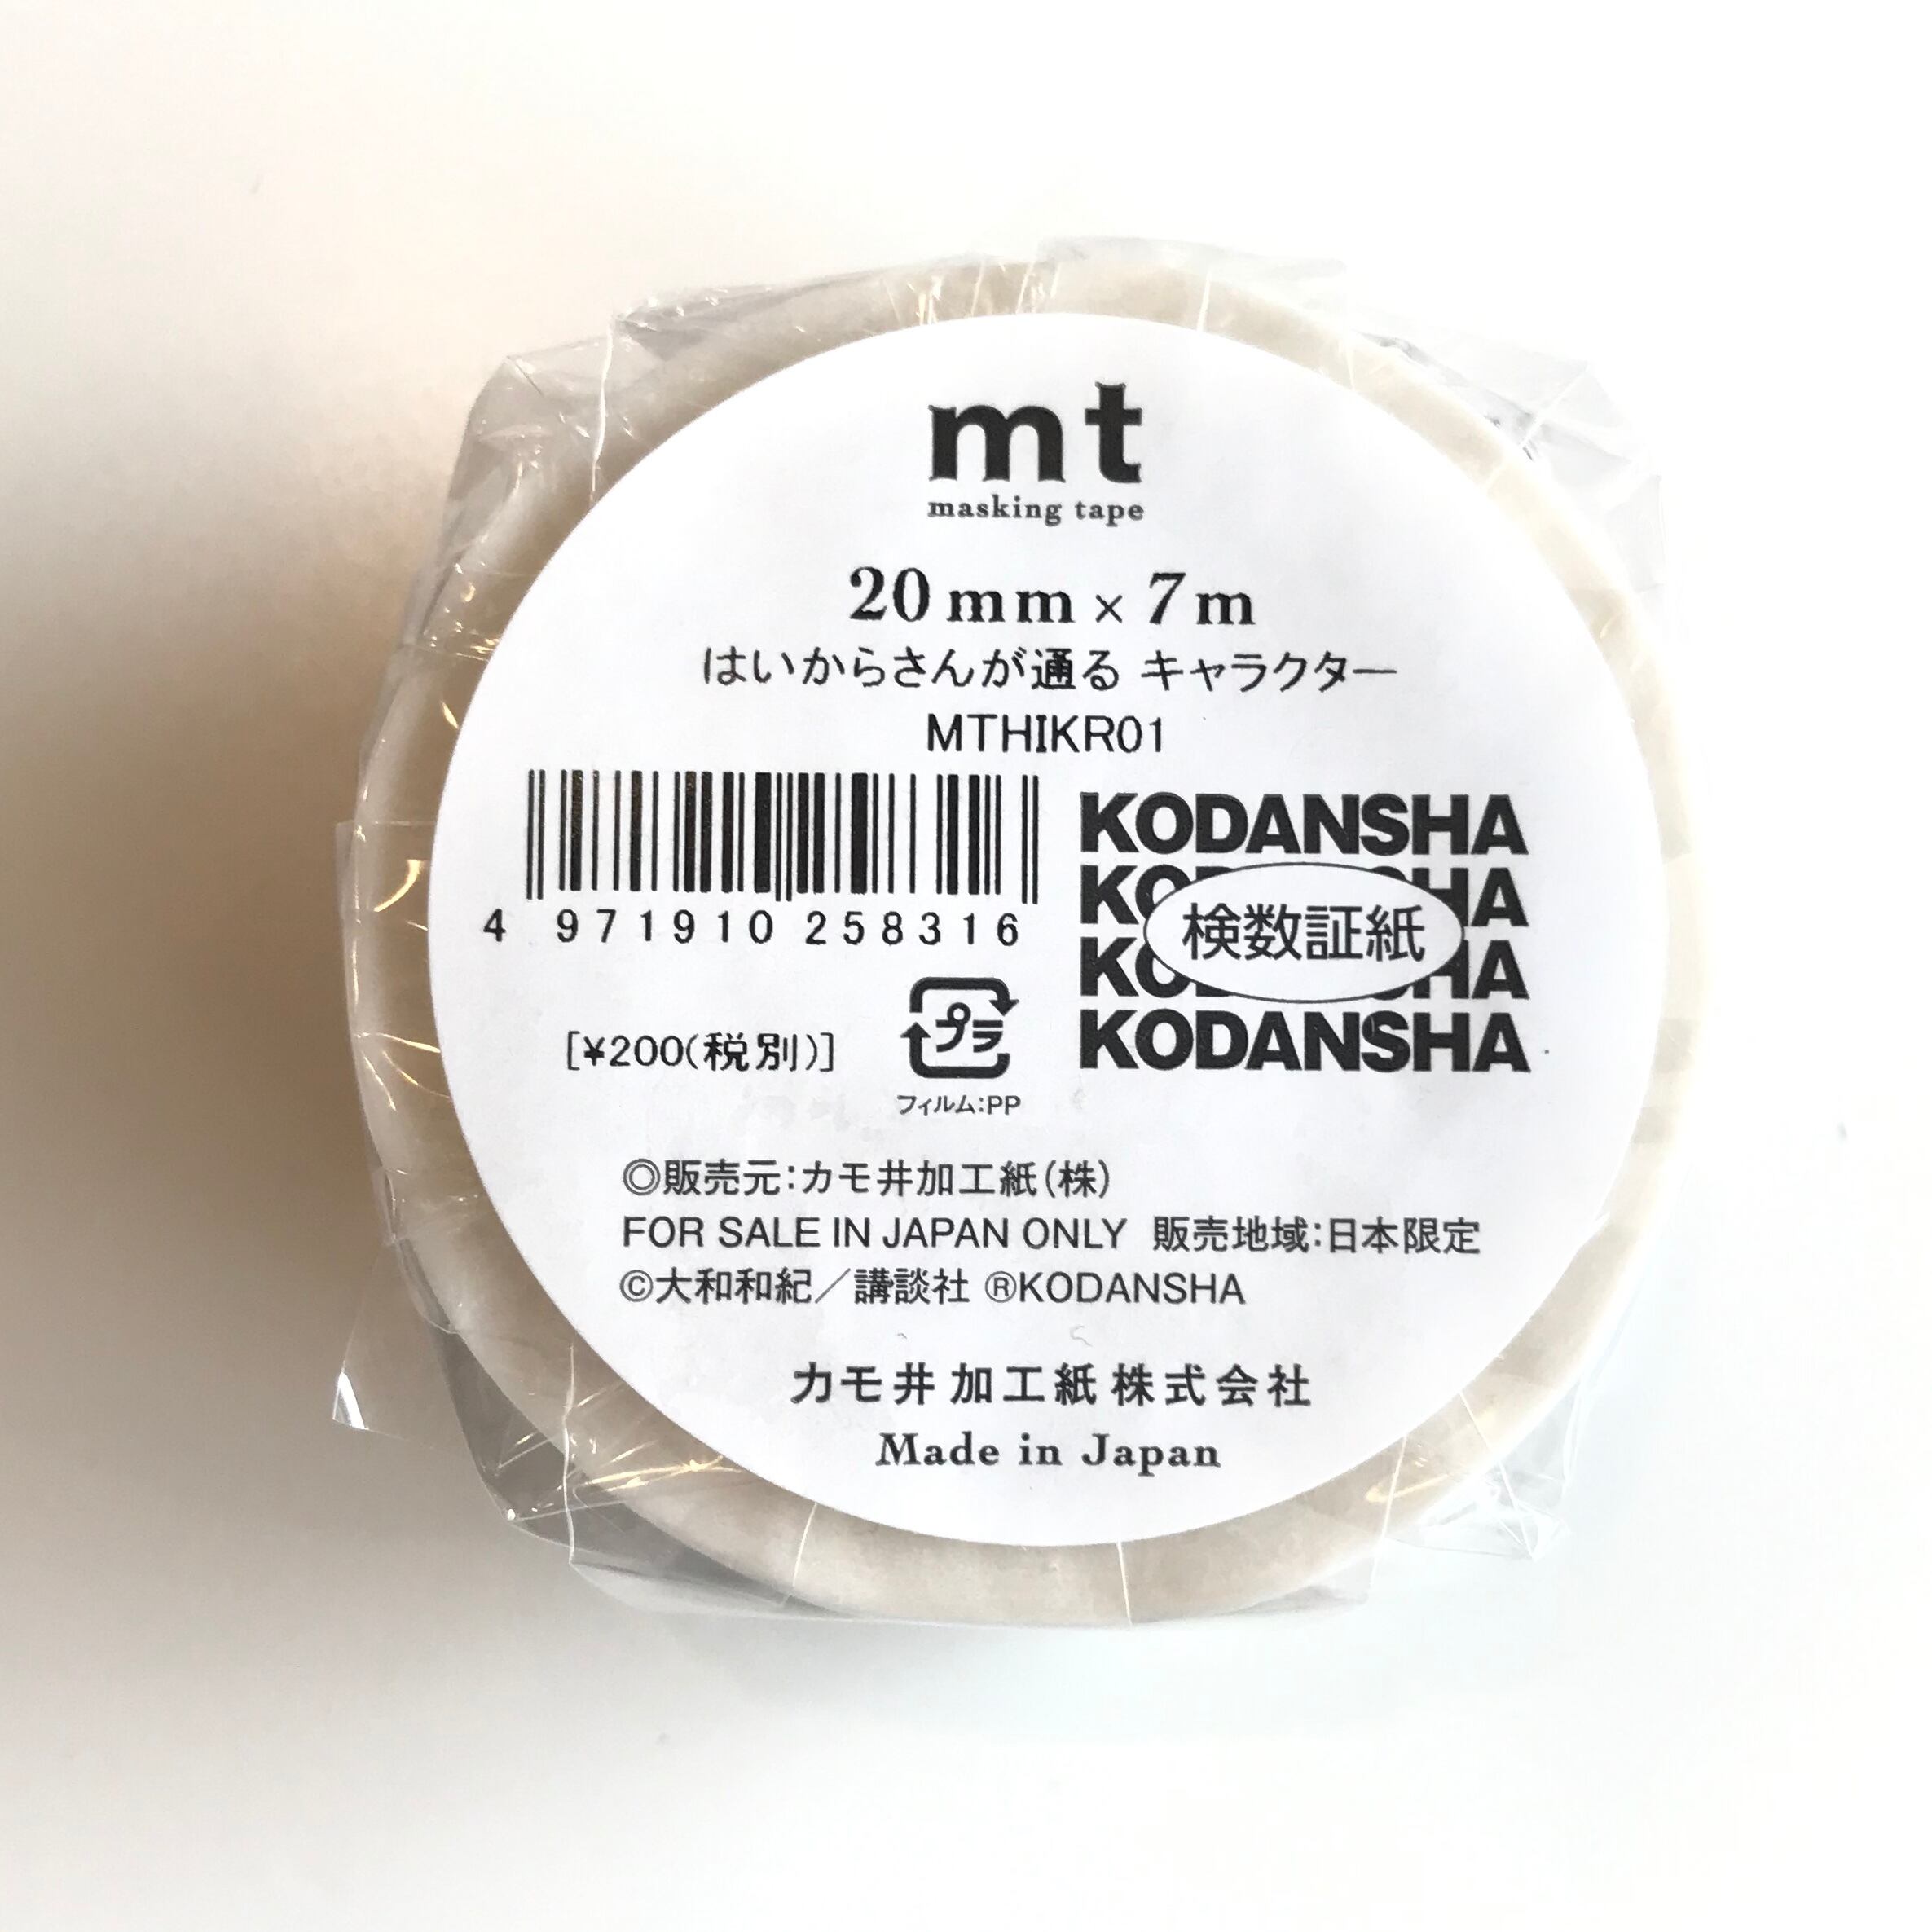 mt
masking tape
20mm×7m
はいからさんが通る キャラクター
MTHIKR01
4 971910 258316
KODANSHA
KODANSHA
検数証紙
KODANSHA
KODANSHA
[¥200(税別)]
プラ
フィルム:PP
◎販売元:カモ井加工紙(株)
FOR SALE IN JAPAN ONLY 販売地域:日本限定
©大和和紀／講談社 ®KODANSHA
カモ井加工紙株式会社
Made in Japan